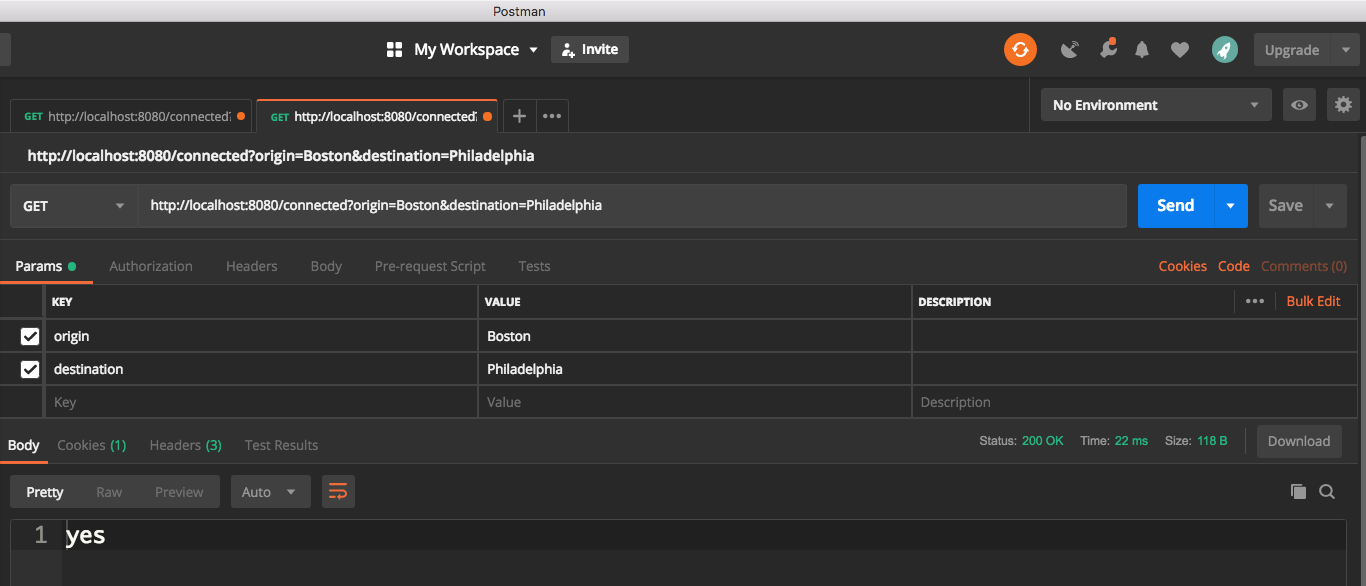 Postman
My Workspace Invite Upgrade
GET http://localhost:8080/connected? GET http://localhost:8080/connected? No Environment
http://localhost:8080/connected?origin=Boston&destination=Philadelphia
GET http://localhost:8080/connected?origin=Boston&destination=Philadelphia Send Save
Params Authorization Headers Body Pre-request Script Tests Cookies Code Comments (0)
KEY VALUE DESCRIPTION Bulk Edit
origin Boston
destination Philadelphia
Key Value Description
Body Cookies (1) Headers (3) Test Results Status: 200 OK Time: 22 ms Size: 118 B Download
Pretty Raw Preview Auto
1 yes